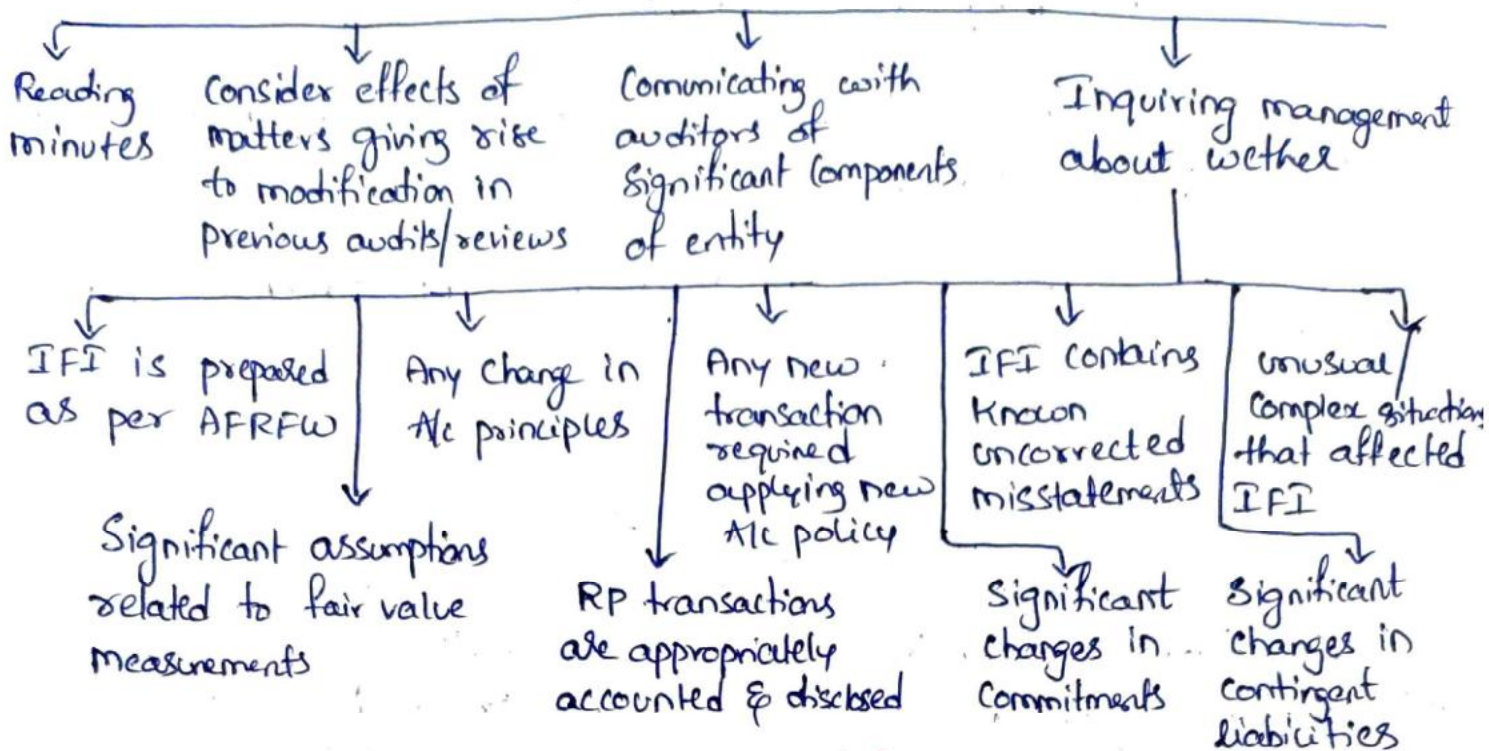 Reading
minutes
Consider effects of
matters giving rise
to modification in
previous audits/reviews
Comunicating with
auditors of
significant components
of entity
Inquiring management
about wether
IFI is prepared
as per AFRFW
Any change in
A/c principles
Any new
transaction
required
applying new
A/c policy
IFI contains
known
uncorrected
misstatements
unusual/
complex situation
that affected
IFI
Significant assumptions
related to fair value
measurements
RP transactions
are appropriately
accounted & disclosed
Significant
changes in
commitments
Significant
changes in
contingent
liabilities